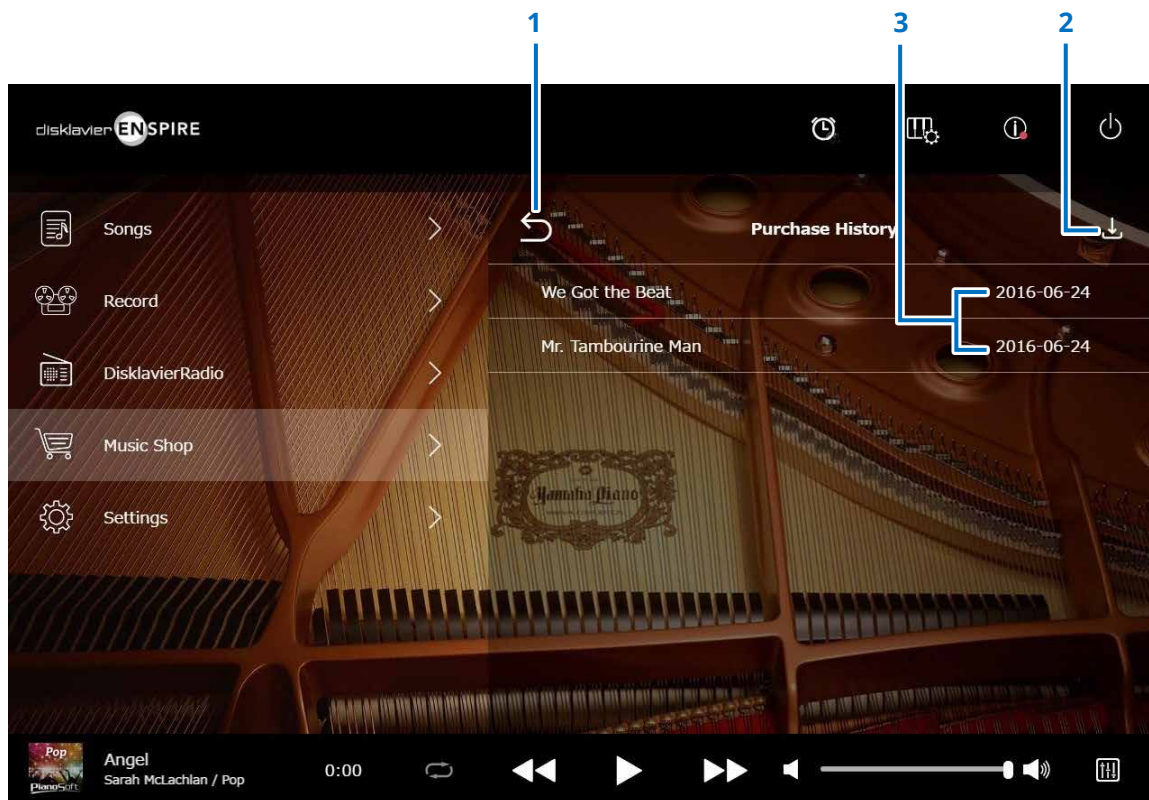 1 3 2
disklavier ENSPIRE
Songs
Purchase History
We Got the Beat 2016-06-24
Record
Mr. Tambourine Man 2016-06-24
DisklavierRadio
Music Shop
Yamaha Piano
Settings
Pop
PianoSoft
Angel
Sarah McLachlan / Pop
0:00